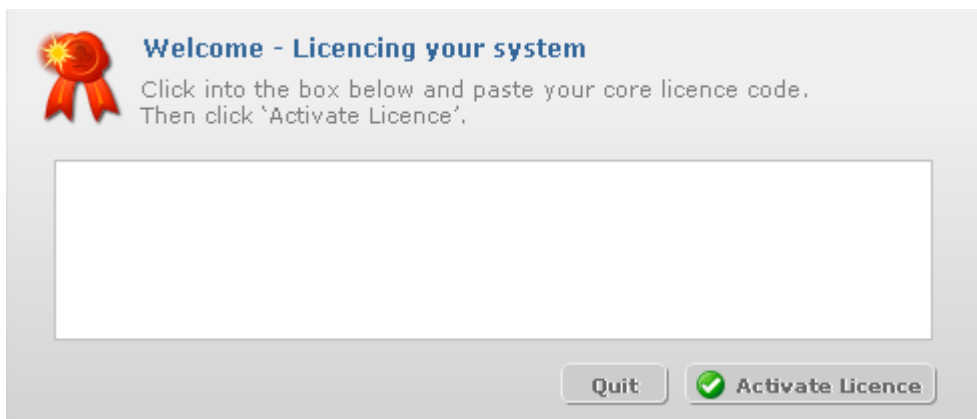 Welcome - Licencing your system
Click into the box below and paste your core licence code.
Then click ‘Activate Licence’.
Quit
Activate Licence